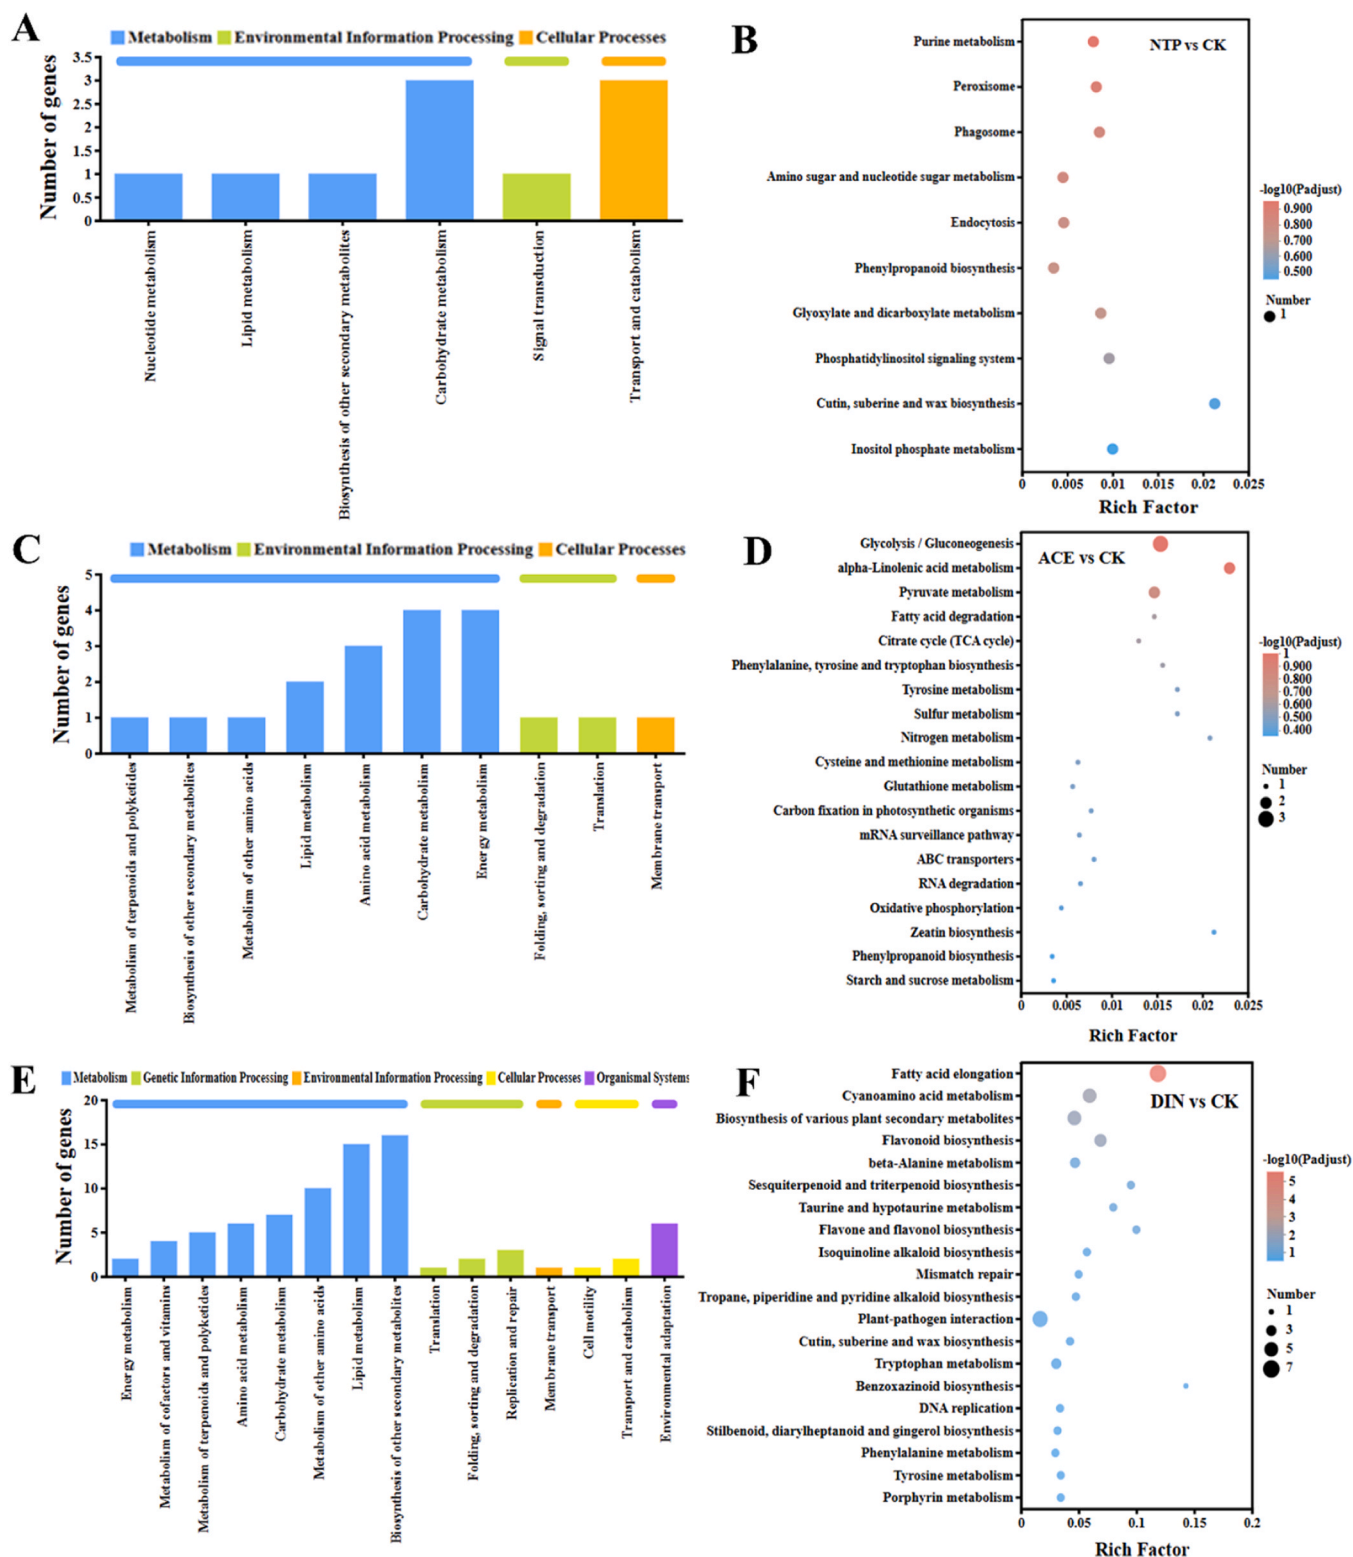 A
Metabolism Environmental Information Processing Cellular Processes
Number of genes
3.5
3
2.5
2
1.5
1
0.5
0
Nucleotide metabolism
Lipid metabolism
Biosynthesis of other secondary metabolites
Carbohydrate metabolism
Signal transduction
Transport and catabolism
B
NTP vs CK
Purine metabolism
Peroxisome
Phagosome
Amino sugar and nucleotide sugar metabolism
Endocytosis
Phenylpropanoid biosynthesis
Glyoxylate and dicarboxylate metabolism
Phosphatidylinositol signaling system
Cutin, suberine and wax biosynthesis
Inositol phosphate metabolism
0 0.005 0.01 0.015 0.02 0.025
Rich Factor
-log10(Padjust)
0.900
0.800
0.700
0.600
0.500
Number
1
C
Metabolism Environmental Information Processing Cellular Processes
Number of genes
5
4
3
2
1
0
Metabolism of terpenoids and polyketides
Biosynthesis of other secondary metabolites
Metabolism of other amino acids
Lipid metabolism
Amino acid metabolism
Carbohydrate metabolism
Energy metabolism
Folding, sorting and degradation
Translation
Membrane transport
D
ACE vs CK
Glycolysis / Gluconeogenesis
alpha-Linolenic acid metabolism
Pyruvate metabolism
Fatty acid degradation
Citrate cycle (TCA cycle)
Phenylalanine, tyrosine and tryptophan biosynthesis
Tyrosine metabolism
Sulfur metabolism
Nitrogen metabolism
Cysteine and methionine metabolism
Glutathione metabolism
Carbon fixation in photosynthetic organisms
mRNA surveillance pathway
ABC transporters
RNA degradation
Oxidative phosphorylation
Zeatin biosynthesis
Phenylpropanoid biosynthesis
Starch and sucrose metabolism
0 0.005 0.01 0.015 0.02 0.025
Rich Factor
-log10(Padjust)
1
0.900
0.800
0.700
0.600
0.500
0.400
Number
1
2
3
E
Metabolism Genetic Information Processing Environmental Information Processing Cellular Processes Organismal Systems
Number of genes
20
15
10
5
0
Energy metabolism
Metabolism of cofactors and vitamins
Metabolism of terpenoids and polyketides
Amino acid metabolism
Carbohydrate metabolism
Metabolism of other amino acids
Lipid metabolism
Biosynthesis of other secondary metabolites
Translation
Folding, sorting and degradation
Replication and repair
Membrane transport
Cell motility
Transport and catabolism
Environmental adaptation
F
DIN vs CK
Fatty acid elongation
Cyanoamino acid metabolism
Biosynthesis of various plant secondary metabolites
Flavonoid biosynthesis
beta-Alanine metabolism
Sesquiterpenoid and triterpenoid biosynthesis
Taurine and hypotaurine metabolism
Flavone and flavonol biosynthesis
Isoquinoline alkaloid biosynthesis
Mismatch repair
Tropane, piperidine and pyridine alkaloid biosynthesis
Plant-pathogen interaction
Cutin, suberine and wax biosynthesis
Tryptophan metabolism
Benzoxazinoid biosynthesis
DNA replication
Stilbenoid, diarylheptanoid and gingerol biosynthesis
Phenylalanine metabolism
Tyrosine metabolism
Porphyrin metabolism
0 0.05 0.1 0.15 0.2
Rich Factor
-log10(Padjust)
5
4
3
2
1
Number
1
3
5
7